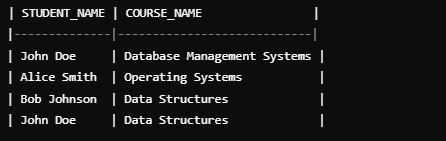 | STUDENT_NAME | COURSE_NAME                |
|--------------|----------------------------|
| John Doe     | Database Management Systems |
| Alice Smith  | Operating Systems           |
| Bob Johnson  | Data Structures             |
| John Doe     | Data Structures             |